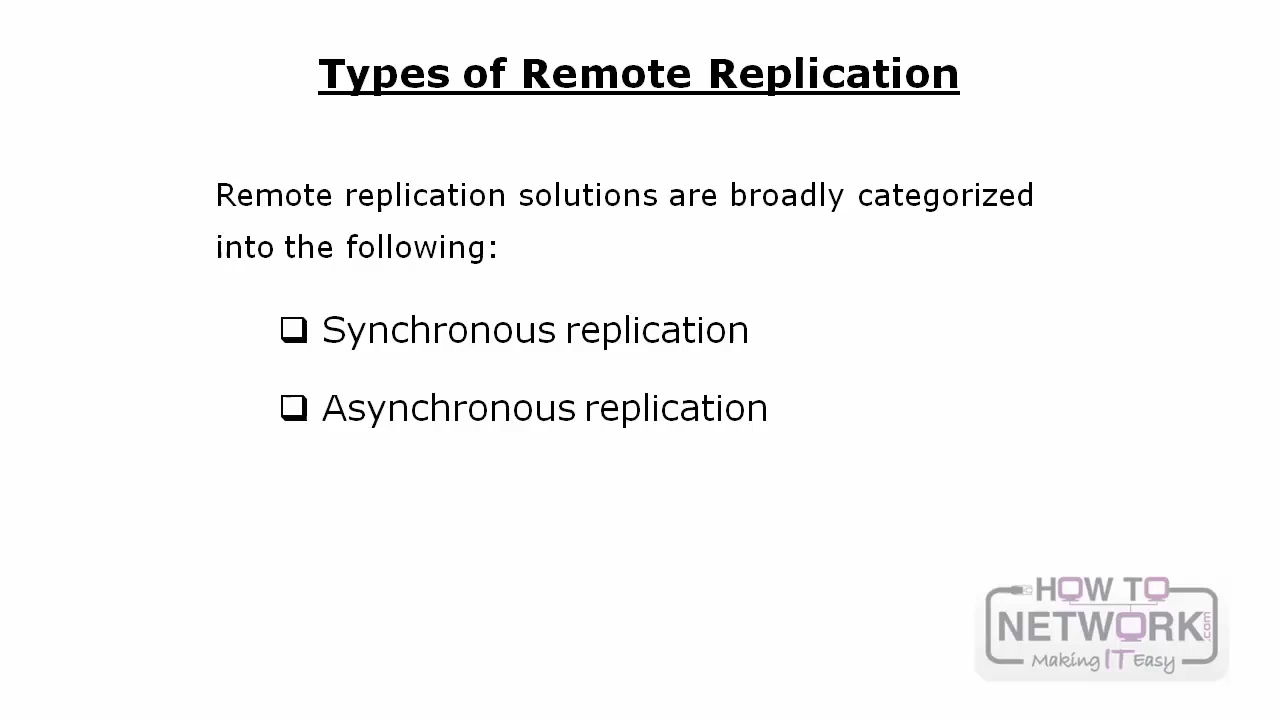 Types of Remote Replication
Remote replication solutions are broadly categorized
into the following:
Synchronous replication
Asynchronous replication
HOW TO
NETWORK.com
Making IT Easy